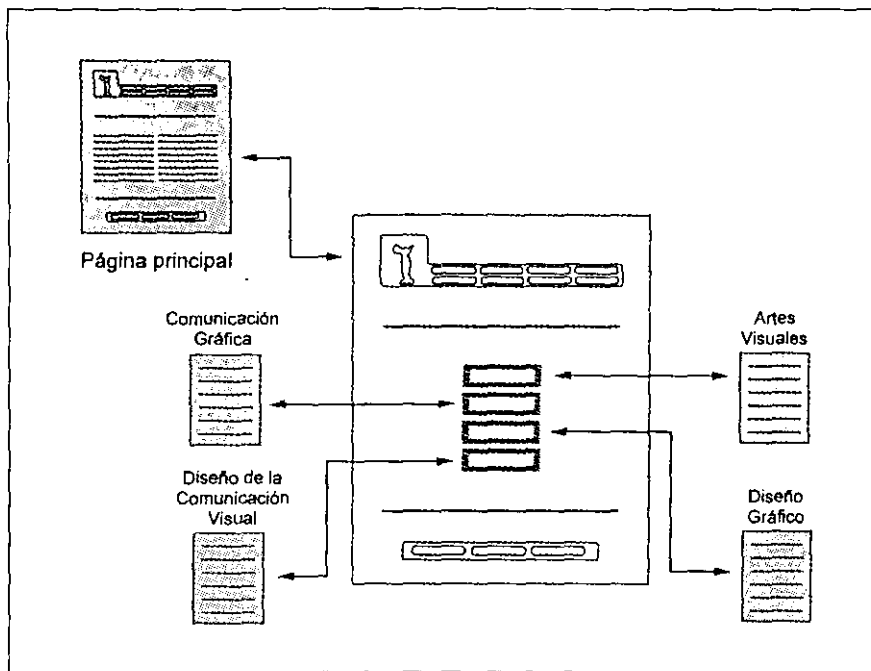 Página principal
Comunicación
Gráfica
Artes
Visuales
Diseño de la
Comunicación
Visual
Diseño
Gráfico